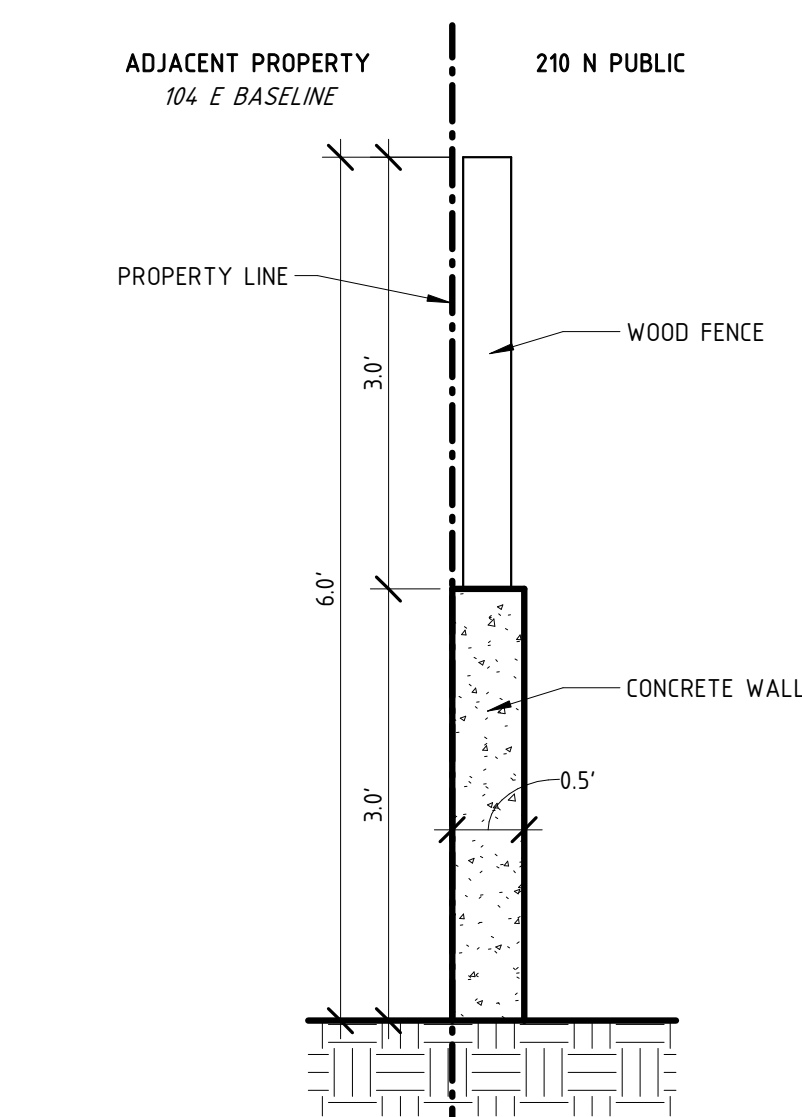 ADJACENT PROPERTY
104 E BASELINE
210 N PUBLIC
PROPERTY LINE
WOOD FENCE
3.0'
6.0'
CONCRETE WALL
0.5'
3.0'